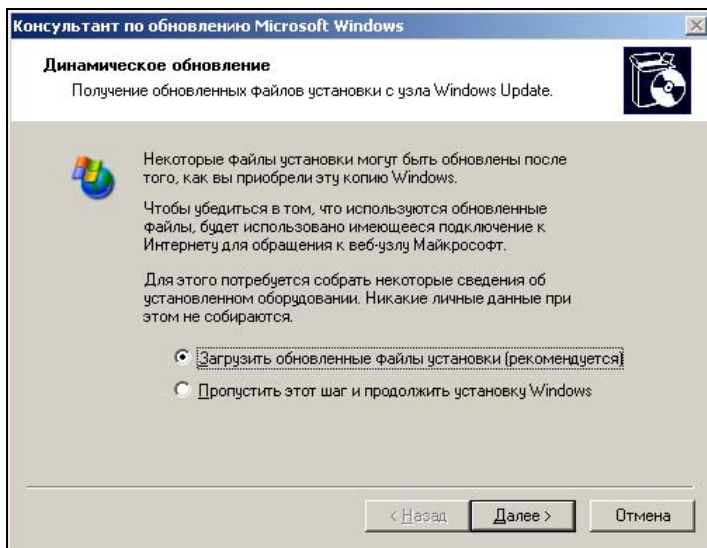 Консультант по обновлению Microsoft Windows
Динамическое обновление
Получение обновленных файлов установки с узла Windows Update.
Некоторые файлы установки могут быть обновлены после
того, как вы приобрели эту копию Windows.
Чтобы убедиться в том, что используются обновленные
файлы, будет использовано имеющееся подключение к
Интернету для обращения к веб-узлу Майкрософт.
Для этого потребуется собрать некоторые сведения об
установленном оборудовании. Никакие личные данные при
этом не собираются.
Загрузить обновленные файлы установки (рекомендуется)
Пропустить этот шаг и продолжить установку Windows
< Назад
Далее >
Отмена